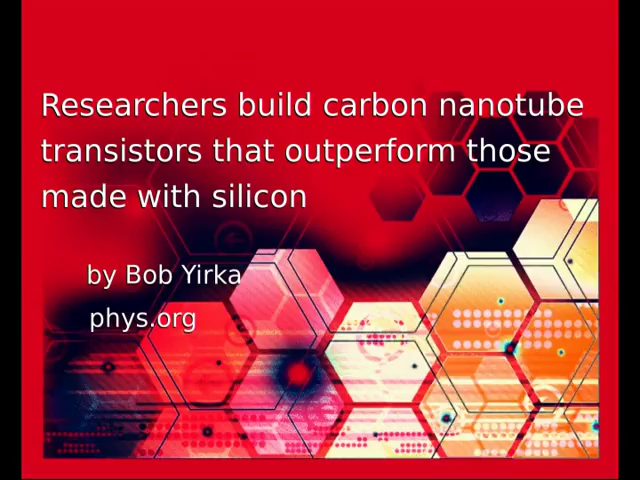 Researchers build carbon nanotube
transistors that outperform those
made with silicon
by Bob Yirka
phys.org